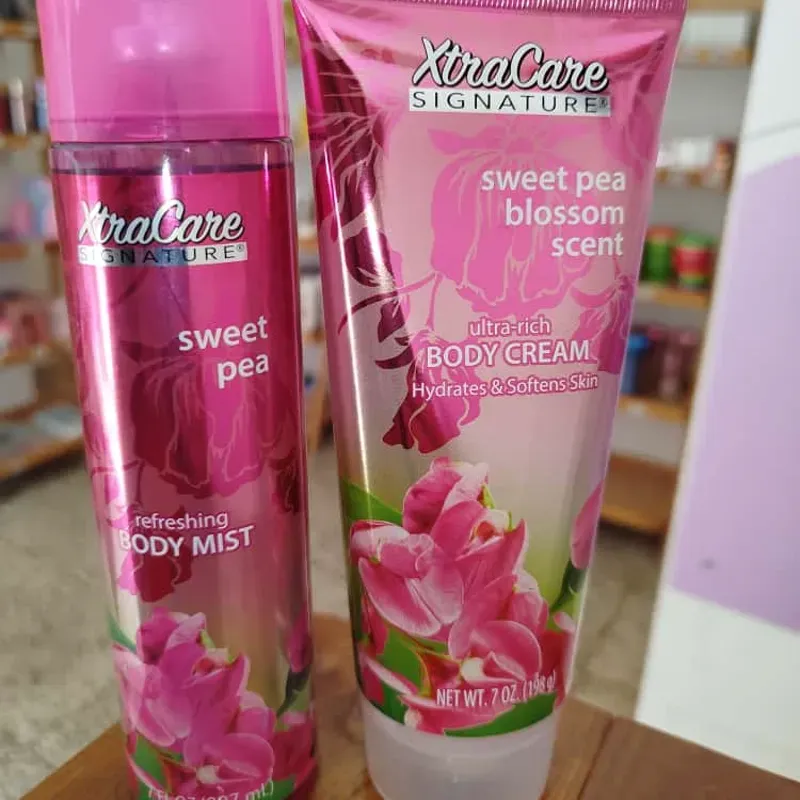 XtraCare
SIGNATURE®
sweet
pea
refreshing
BODY MIST
XtraCare
SIGNATURE®
sweet pea
blossom
scent
ultra-rich
BODY CREAM
Hydrates & Softens Skin
NET WT. 7 OZ. (198 g)